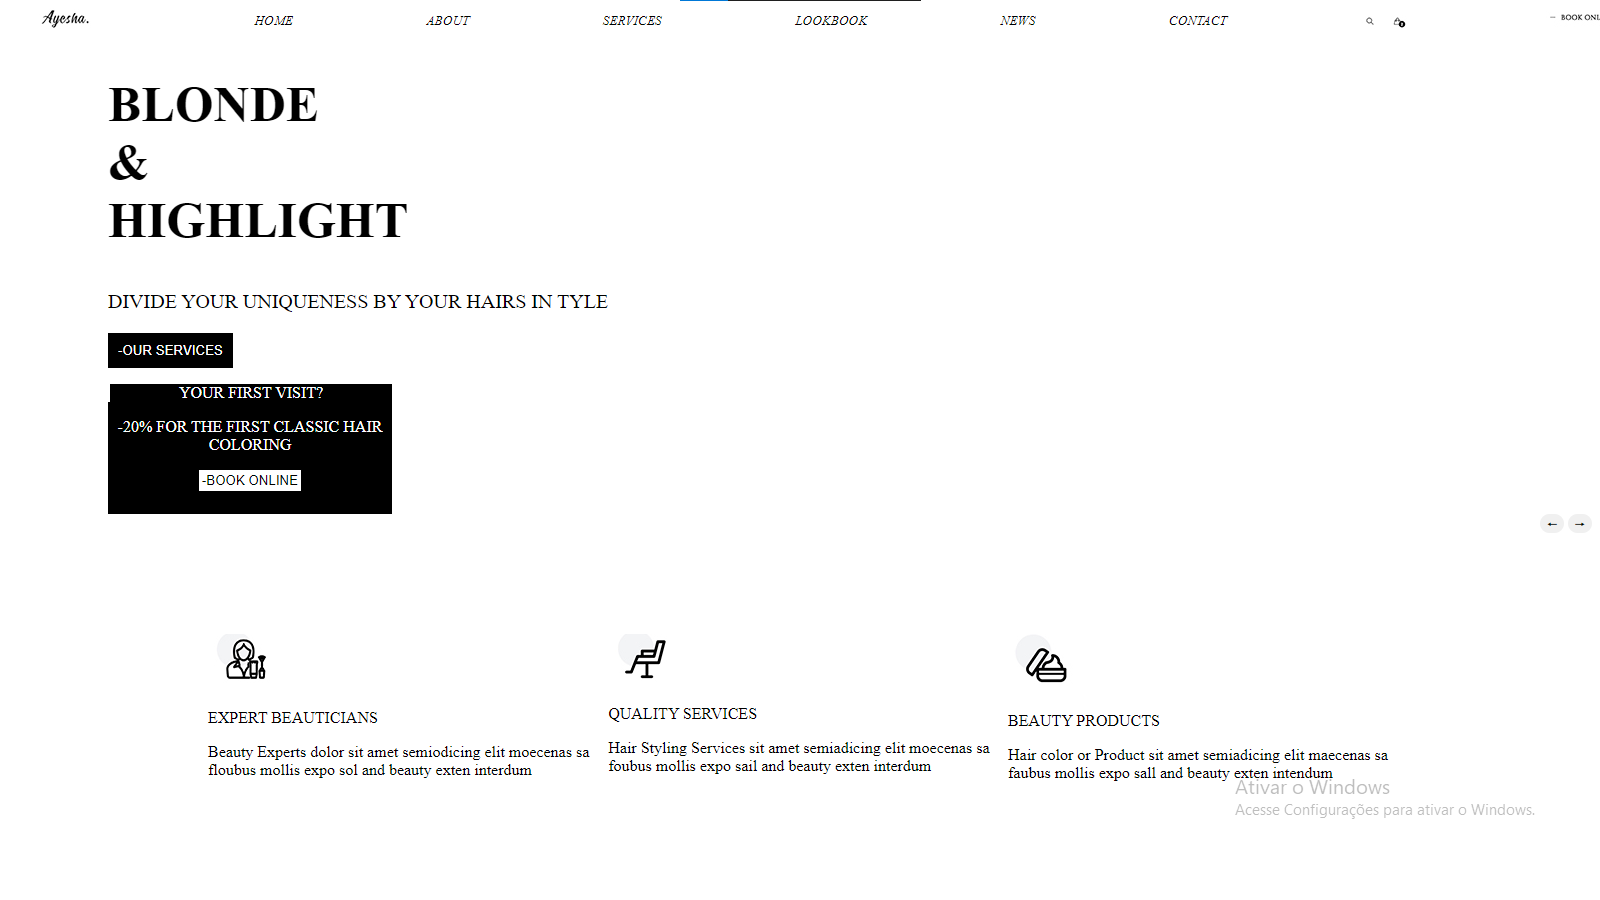 Ayesha. HOME ABOUT SERVICES LOOKBOOK NEWS CONTACT 0 — BOOK ONL
BLONDE
&
HIGHLIGHT
DIVIDE YOUR UNIQUENESS BY YOUR HAIRS IN TYLE
-OUR SERVICES
YOUR FIRST VISIT?
-20% FOR THE FIRST CLASSIC HAIR
COLORING
-BOOK ONLINE
← →
EXPERT BEAUTICIANS
Beauty Experts dolor sit amet semiodicing elit moecenas sa
floubus mollis expo sol and beauty exten interdum
QUALITY SERVICES
Hair Styling Services sit amet semiadicing elit moecenas sa
foubus mollis expo sail and beauty exten interdum
BEAUTY PRODUCTS
Hair color or Product sit amet semiadicing elit maecenas sa
faubus mollis expo sall and beauty exten intendum
Ativar o Windows
Acesse Configurações para ativar o Windows.